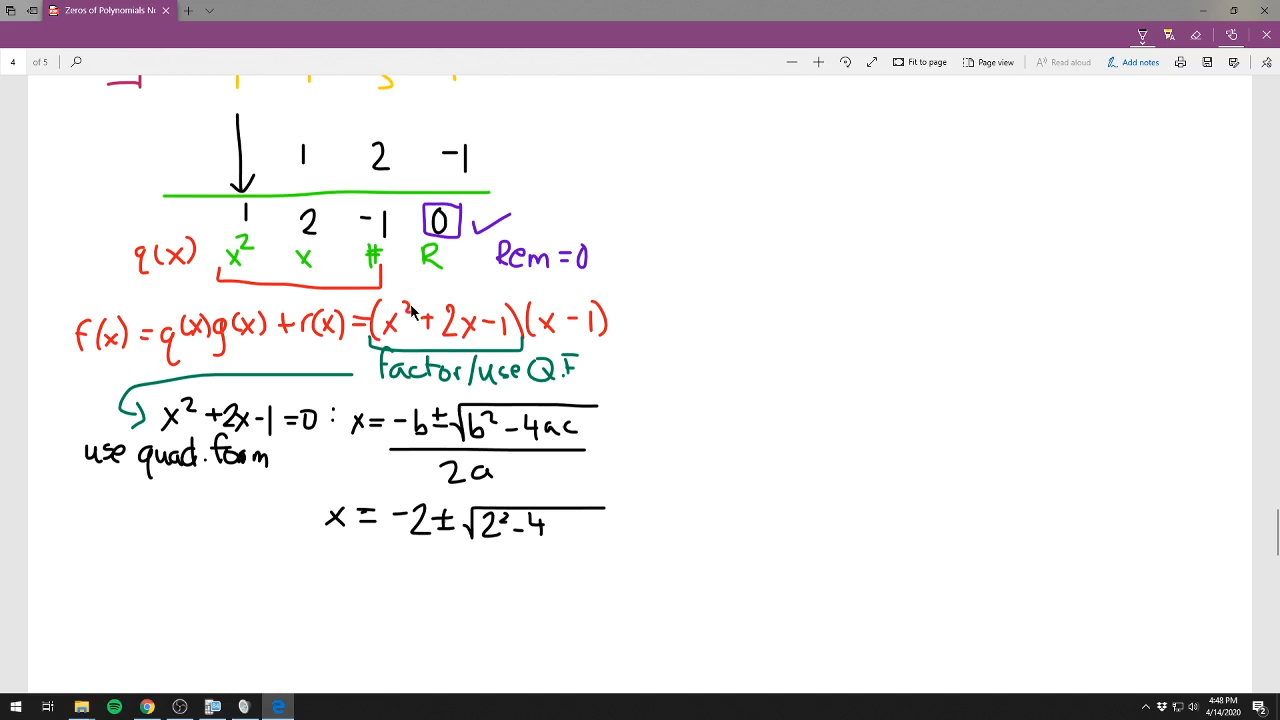 Zeros of Polynomials No
4 of 5
Fit to page
Page view
Read aloud
Add notes
1 2 -1
1 2 -1 0 ✓
q(x) x² x # R Rem = 0
f(x) = q(x)g(x) + r(x) = (x² + 2x - 1)(x - 1)
Factor/use Q.F
x² + 2x - 1 = 0 : x = -b ± √b² - 4ac
use quad. form
2a
x = -2 ± √2² - 4
4:48 PM
4/14/2020
2